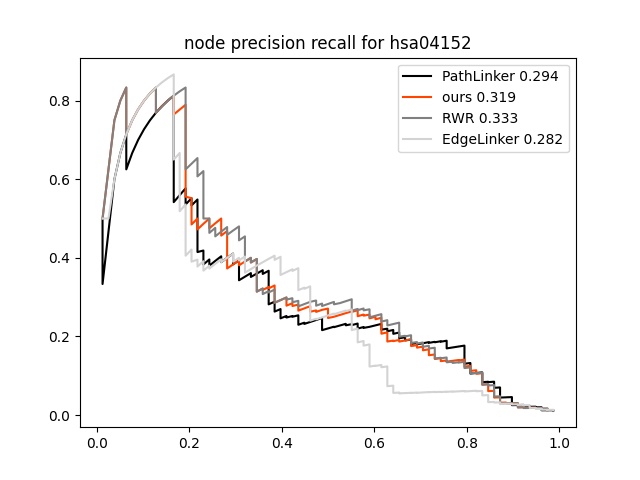 node precision recall for hsa04152
PathLinker 0.294
ours 0.319
RWR 0.333
EdgeLinker 0.282
0.8
0.6
0.4
0.2
0.0
0.0 0.2 0.4 0.6 0.8 1.0